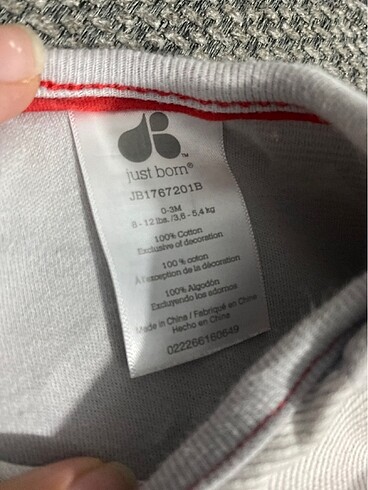 just born®
JB1767201B
0-3M
8 - 12 lbs. / 3,6 - 5,4 kg
100% Cotton
Exclusive of decoration
100 % coton
À l'exception de la décoration
100% Algodón
Excluyendo los adornos
Made in China / Fabriqué en Chine
Hecho en China
022266160649